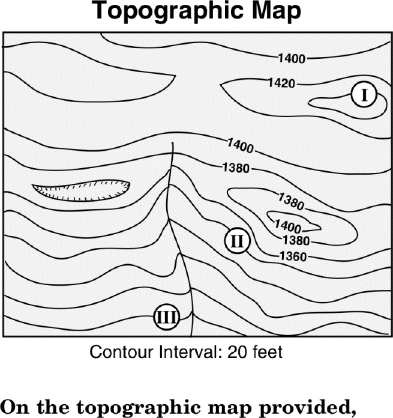 Topographic Map
1400
1420
I
1400
1380
1380
1400
II
1380
1360
III
Contour Interval: 20 feet
On the topographic map provided,